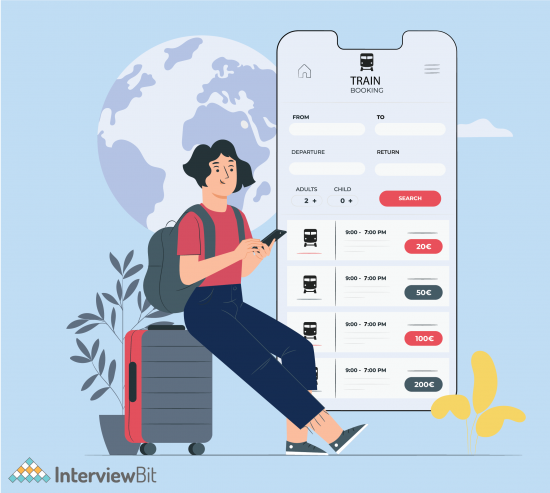 TRAIN
BOOKING
FROM TO
DEPARTURE RETURN
ADULTS CHILD
2 + 0 + SEARCH
9:00 - 7:00 PM
20€
9:00 - 7:00 PM
50€
9:00 - 7:00 PM
100€
9:00 - 7:00 PM
200€
InterviewBit